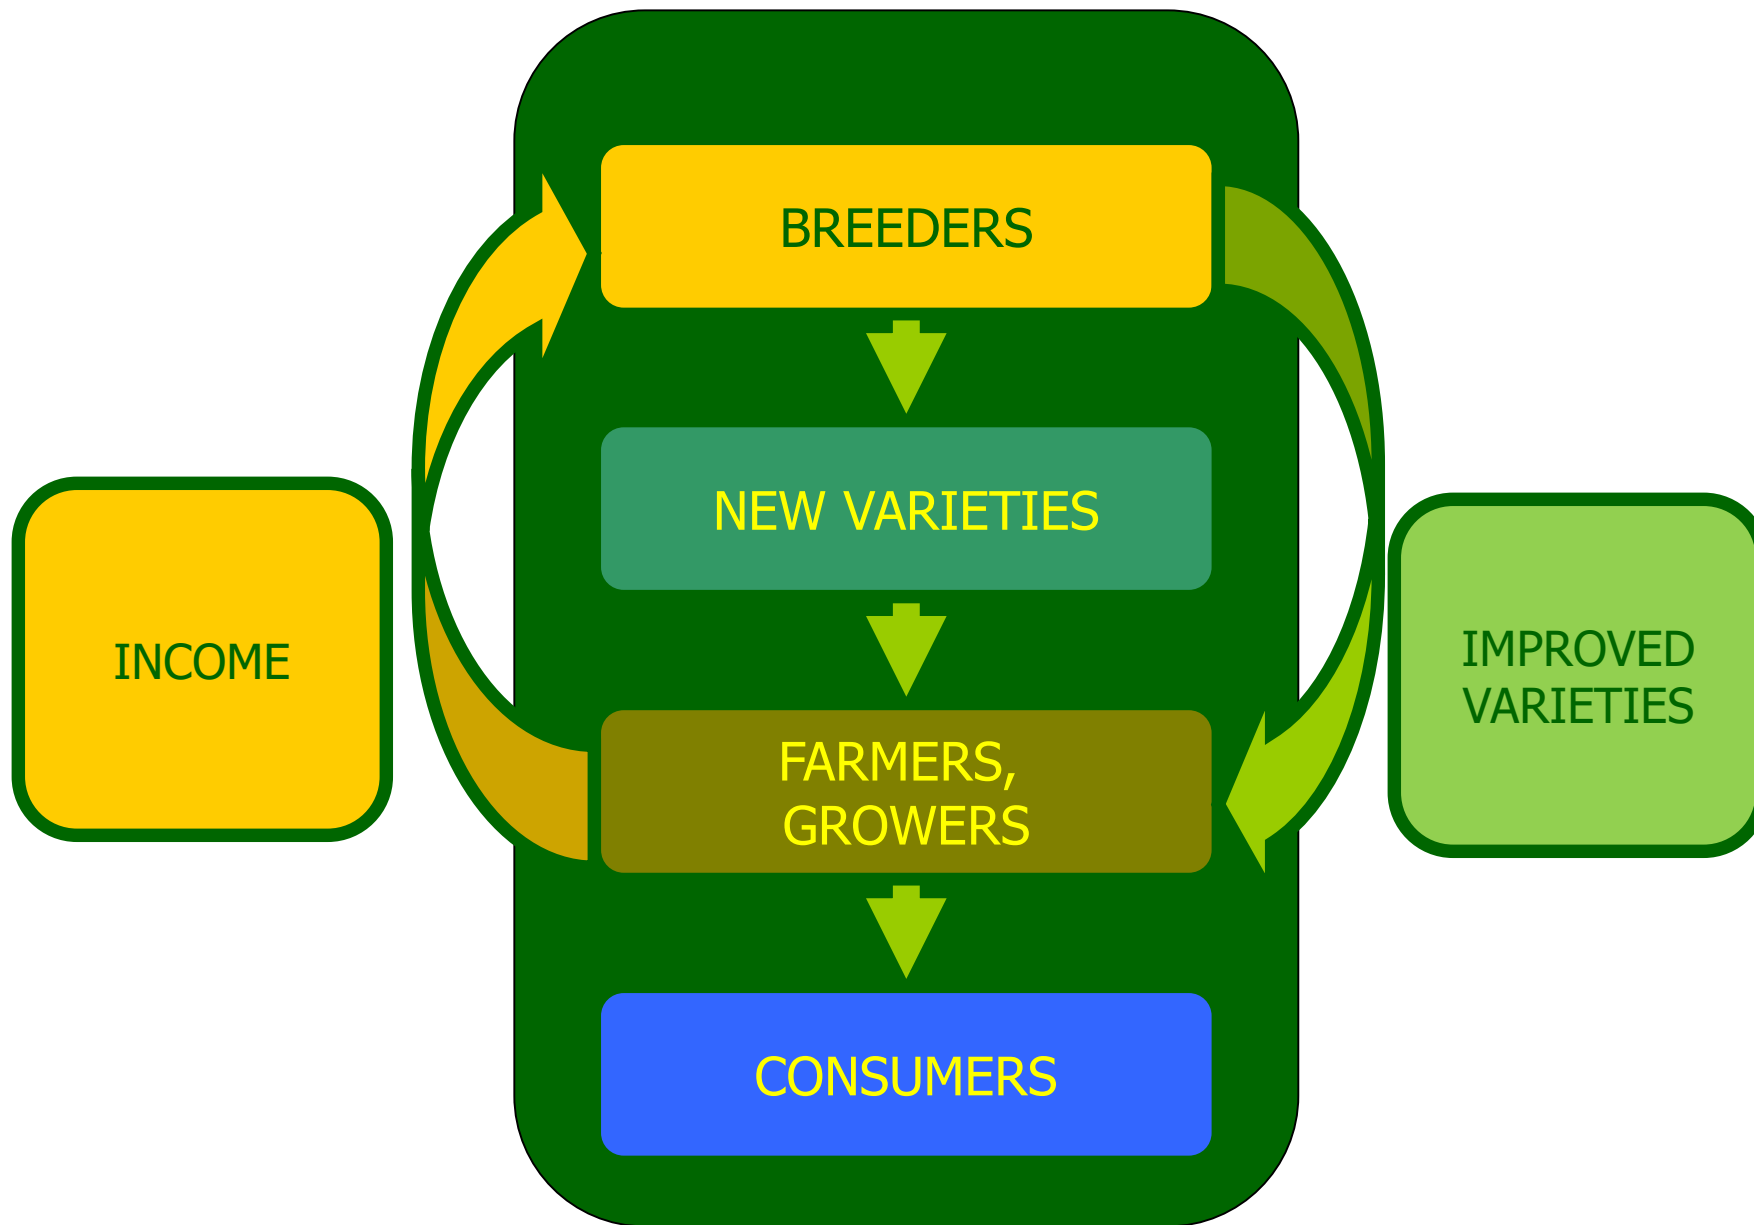 BREEDERS
NEW VARIETIES
INCOME
IMPROVED
VARIETIES
FARMERS,
GROWERS
CONSUMERS